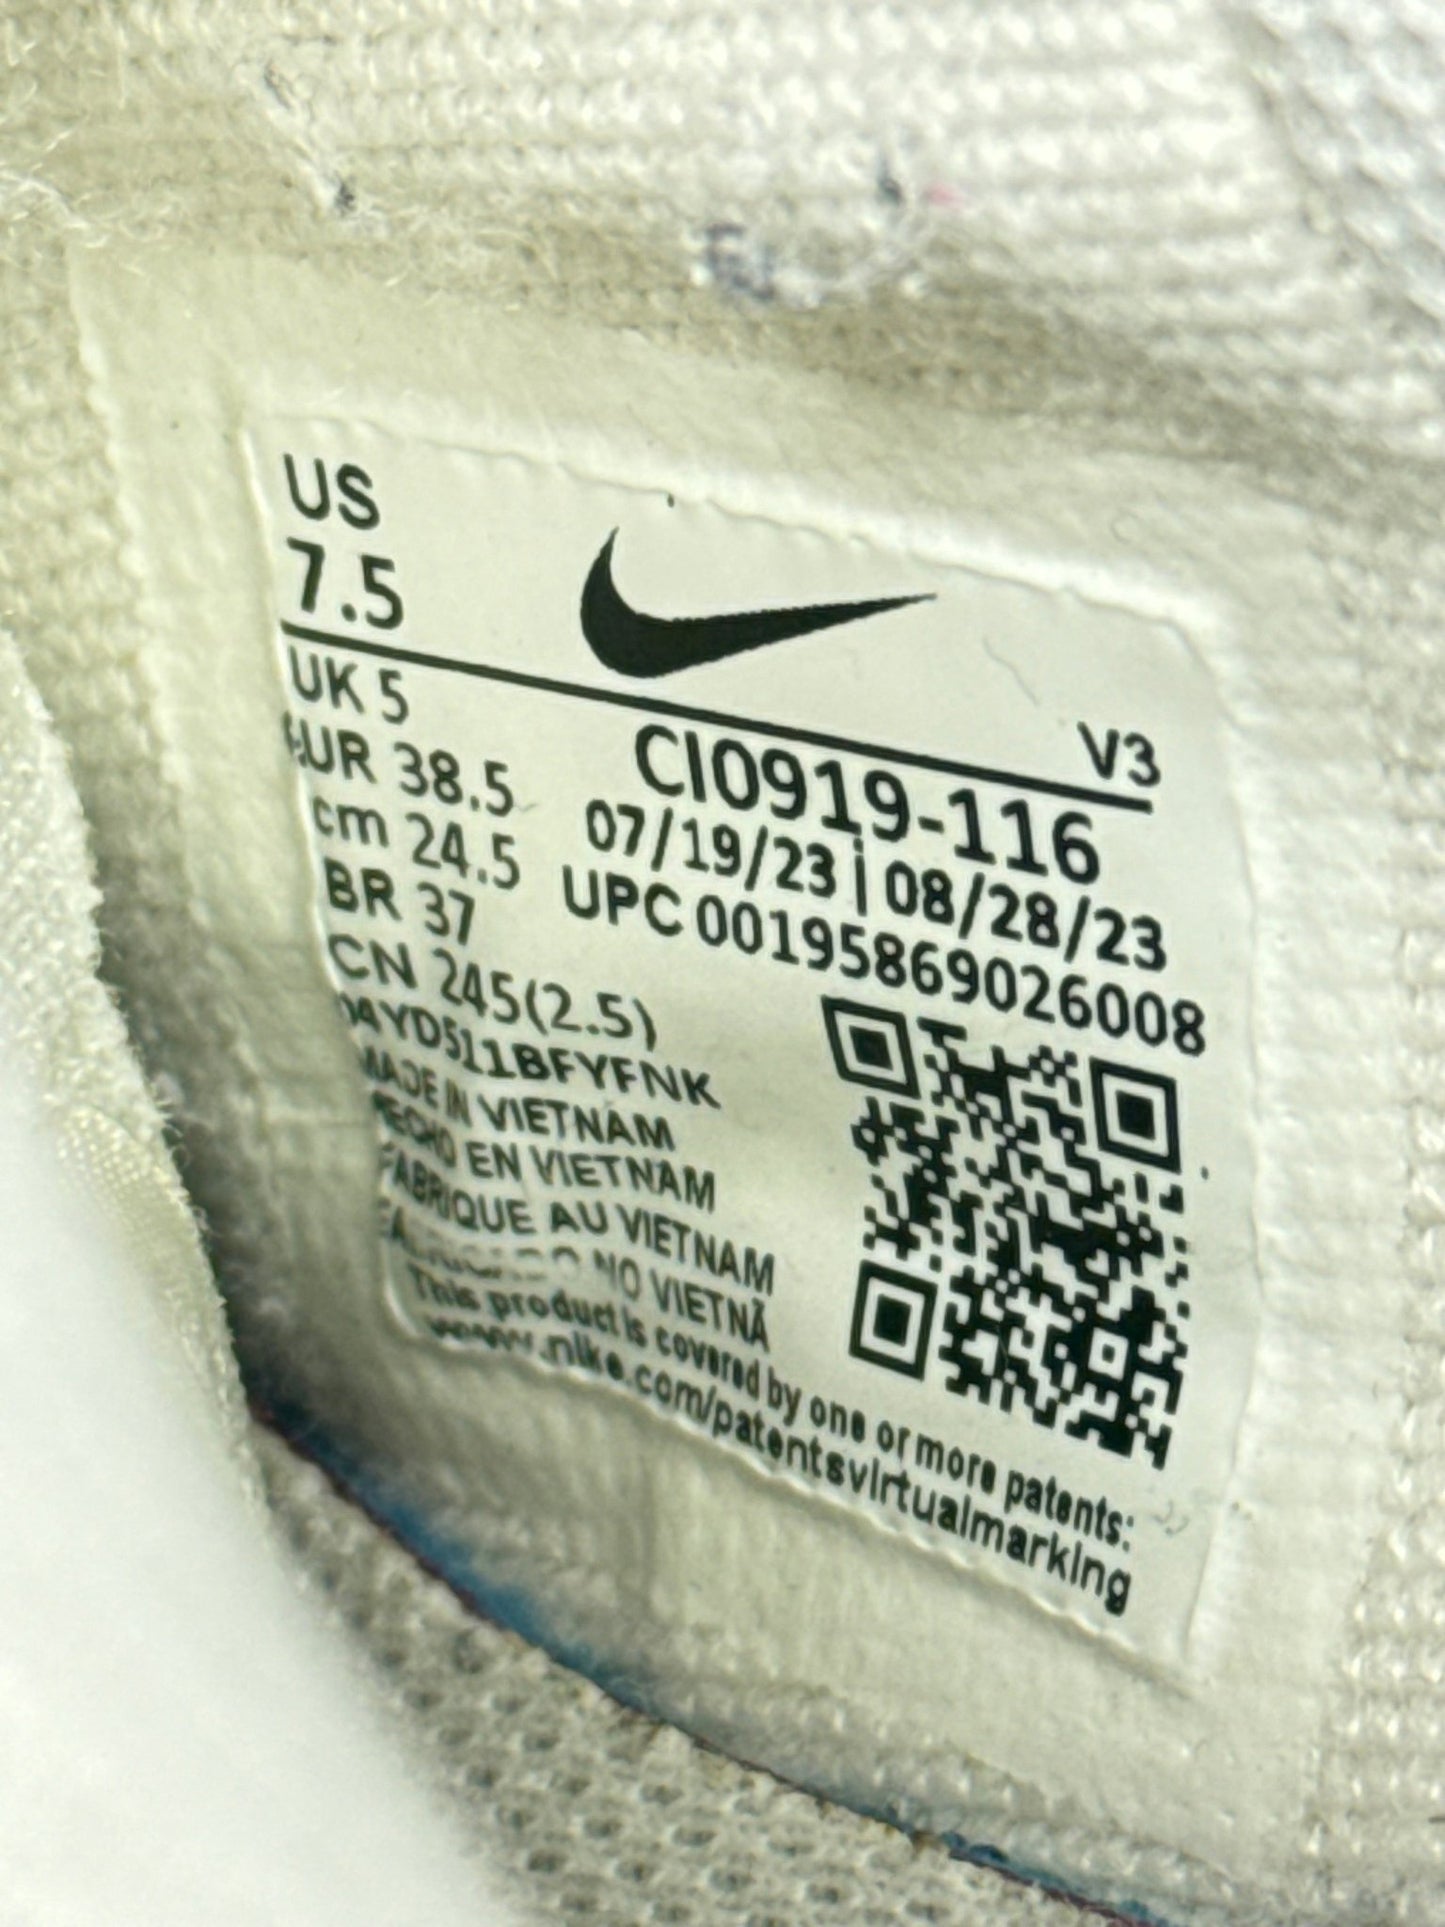 US
7.5
V3
UK 5
EUR 38.5
cm 24.5
BR 37
CN 245(2.5)
CI0919-116
07/19/23 | 08/28/23
UPC 00195869026008
MADE IN VIETNAM
HECHO EN VIETNAM
FABRIQUE AU VIETNAM
NO VIETNÃ
This product is covered by one or more patents:
www.nike.com/patentsvirtualmarking